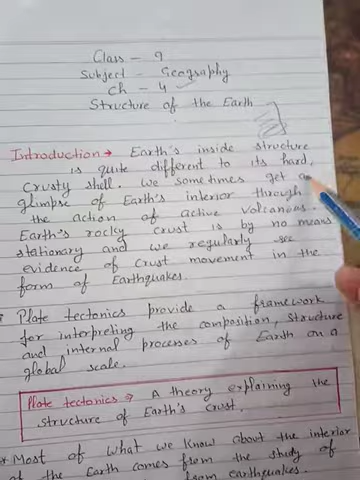 Class - 9
Subject - Geography
Ch - 4
Structure of the Earth
Introduction → Earth's inside structure
is quite different to its hard,
crusty shell. We sometimes get a
glimpse of Earth's interior through
the action of active volcanoes.
Earth's rocky crust is by no means
stationary and we regularly see
evidence of crust movement in the
form of Earthquakes.
* Plate tectonics provide a framework
for interpreting the composition, structure
and internal processes of Earth on a
global scale.
Plate tectonics → A theory explaining the
structure of Earth's crust.
* Most of what we know about the interior
of the Earth comes from the study of
from earthquakes.